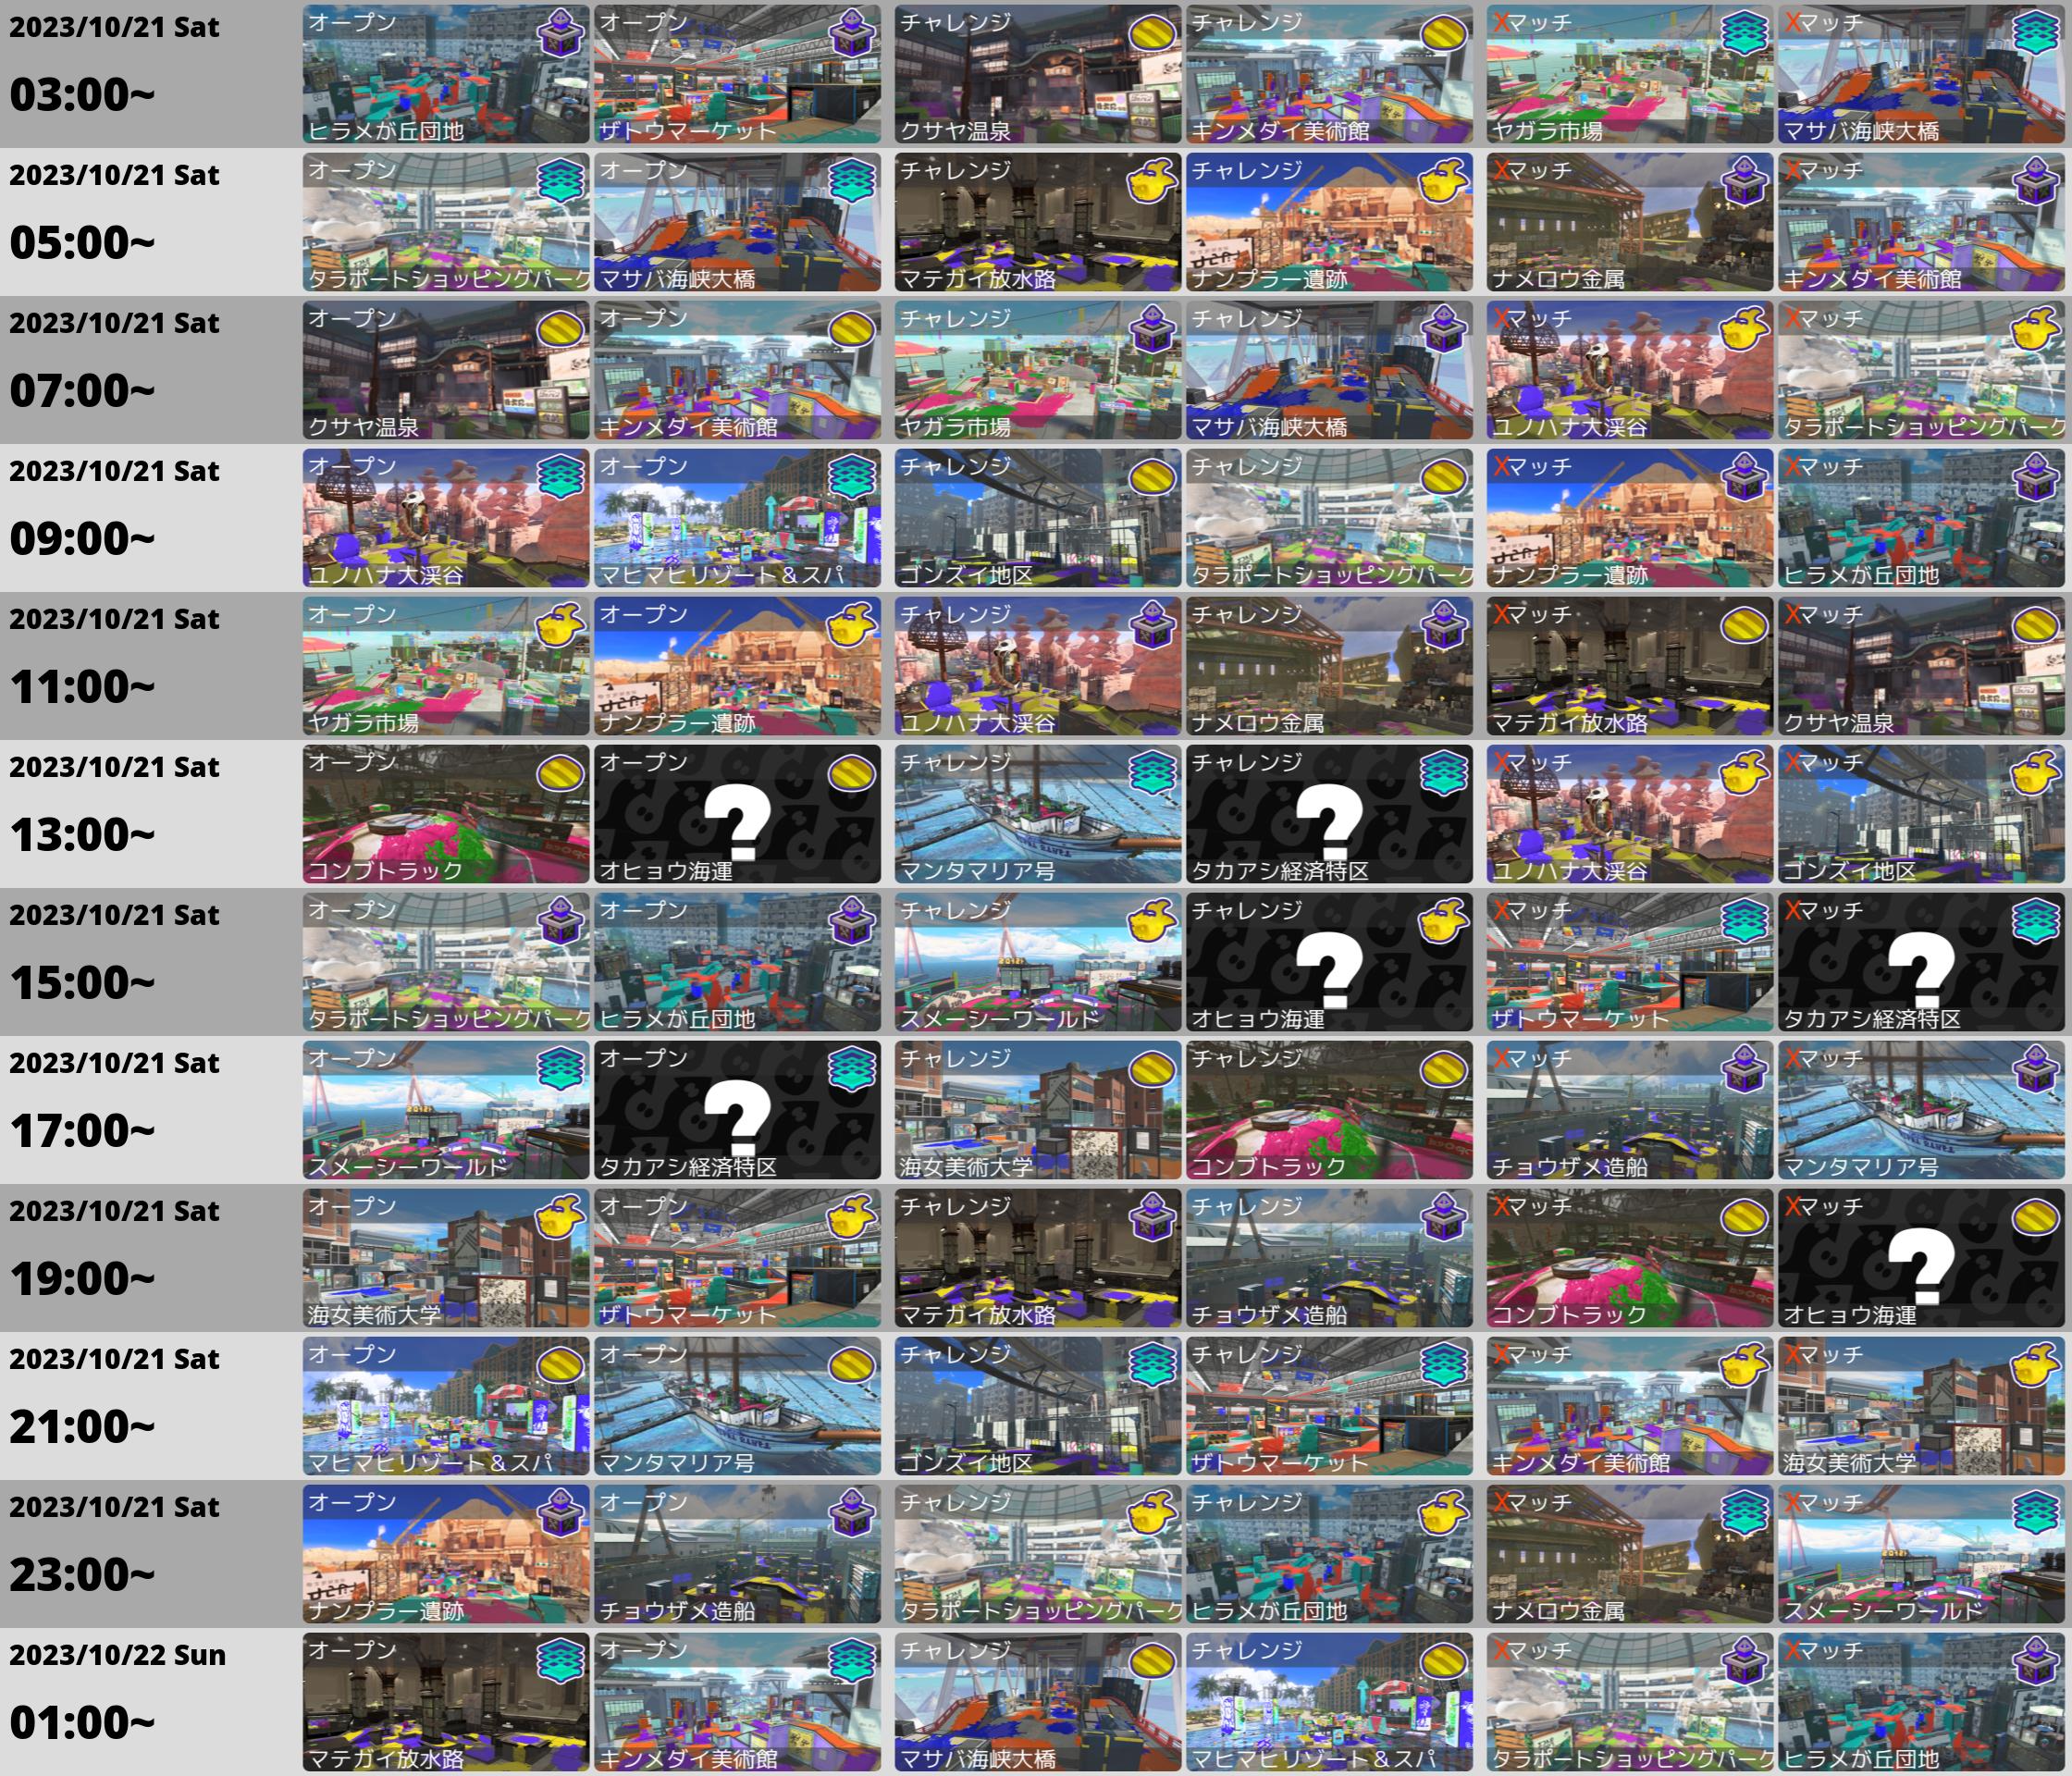 2023/10/21 Sat
03:00~
オープン オープン チャレンジ チャレンジ Xマッチ Xマッチ
ヒラメが丘団地 ザトウマーケット クサヤ温泉 キンメダイ美術館 ヤガラ市場 マサバ海峡大橋
2023/10/21 Sat
05:00~
オープン オープン チャレンジ チャレンジ Xマッチ Xマッチ
タラポートショッピングパーク マサバ海峡大橋 マテガイ放水路 ナンプラー遺跡 ナメロウ金属 キンメダイ美術館
2023/10/21 Sat
07:00~
オープン オープン チャレンジ チャレンジ Xマッチ Xマッチ
クサヤ温泉 キンメダイ美術館 ヤガラ市場 マサバ海峡大橋 ユノハナ大渓谷 タラポートショッピングパーク
2023/10/21 Sat
09:00~
オープン オープン チャレンジ チャレンジ Xマッチ Xマッチ
ユノハナ大渓谷 マヒマヒリゾート＆スパ ゴンズイ地区 タラポートショッピングパーク ナンプラー遺跡 ヒラメが丘団地
2023/10/21 Sat
11:00~
オープン オープン チャレンジ チャレンジ Xマッチ Xマッチ
ヤガラ市場 ナンプラー遺跡 ユノハナ大渓谷 ナメロウ金属 マテガイ放水路 クサヤ温泉
2023/10/21 Sat
13:00~
オープン オープン チャレンジ チャレンジ Xマッチ Xマッチ
? ?
コンブトラック オヒョウ海運 マンタマリア号 タカアシ経済特区 ユノハナ大渓谷 ゴンズイ地区
2023/10/21 Sat
15:00~
オープン オープン チャレンジ チャレンジ Xマッチ Xマッチ
? ?
タラポートショッピングパーク ヒラメが丘団地 スメーシーワールド オヒョウ海運 ザトウマーケット タカアシ経済特区
2023/10/21 Sat
17:00~
オープン オープン チャレンジ チャレンジ Xマッチ Xマッチ
?
スメーシーワールド タカアシ経済特区 海女美術大学 コンブトラック チョウザメ造船 マンタマリア号
2023/10/21 Sat
19:00~
オープン オープン チャレンジ チャレンジ Xマッチ Xマッチ
?
海女美術大学 ザトウマーケット マテガイ放水路 チョウザメ造船 コンブトラック オヒョウ海運
2023/10/21 Sat
21:00~
オープン オープン チャレンジ チャレンジ Xマッチ Xマッチ
マヒマヒリゾート＆スパ マンタマリア号 ゴンズイ地区 ザトウマーケット キンメダイ美術館 海女美術大学
2023/10/21 Sat
23:00~
オープン オープン チャレンジ チャレンジ Xマッチ Xマッチ
ナンプラー遺跡 チョウザメ造船 タラポートショッピングパーク ヒラメが丘団地 ナメロウ金属 スメーシーワールド
2023/10/22 Sun
01:00~
オープン オープン チャレンジ チャレンジ Xマッチ Xマッチ
マテガイ放水路 キンメダイ美術館 マサバ海峡大橋 マヒマヒリゾート＆スパ タラポートショッピングパーク ヒラメが丘団地